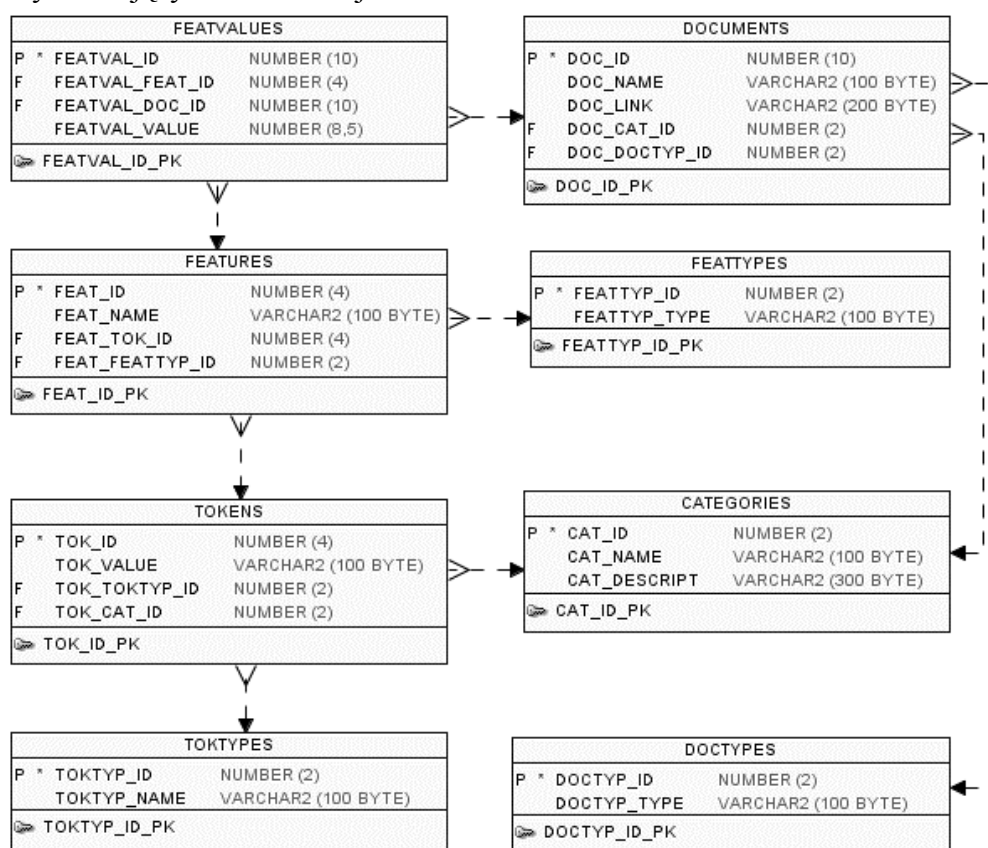 FEATVALUES
P * FEATVAL_ID NUMBER (10)
F FEATVAL_FEAT_ID NUMBER (4)
F FEATVAL_DOC_ID NUMBER (10)
FEATVAL_VALUE NUMBER (8,5)
FEATVAL_ID_PK
DOCUMENTS
P * DOC_ID NUMBER (10)
DOC_NAME VARCHAR2 (100 BYTE)
DOC_LINK VARCHAR2 (200 BYTE)
F DOC_CAT_ID NUMBER (2)
F DOC_DOCTYP_ID NUMBER (2)
DOC_ID_PK
FEATURES
P * FEAT_ID NUMBER (4)
FEAT_NAME VARCHAR2 (100 BYTE)
F FEAT_TOK_ID NUMBER (4)
F FEAT_FEATTYP_ID NUMBER (2)
FEAT_ID_PK
FEATTYPES
P * FEATTYP_ID NUMBER (2)
FEATTYP_TYPE VARCHAR2 (100 BYTE)
FEATTYP_ID_PK
TOKENS
P * TOK_ID NUMBER (4)
TOK_VALUE VARCHAR2 (100 BYTE)
F TOK_TOKTYP_ID NUMBER (2)
F TOK_CAT_ID NUMBER (2)
TOK_ID_PK
CATEGORIES
P * CAT_ID NUMBER (2)
CAT_NAME VARCHAR2 (100 BYTE)
CAT_DESCRIPT VARCHAR2 (300 BYTE)
CAT_ID_PK
TOKTYPES
P * TOKTYP_ID NUMBER (2)
TOKTYP_NAME VARCHAR2 (100 BYTE)
TOKTYP_ID_PK
DOCTYPES
P * DOCTYP_ID NUMBER (2)
DOCTYP_TYPE VARCHAR2 (100 BYTE)
DOCTYP_ID_PK